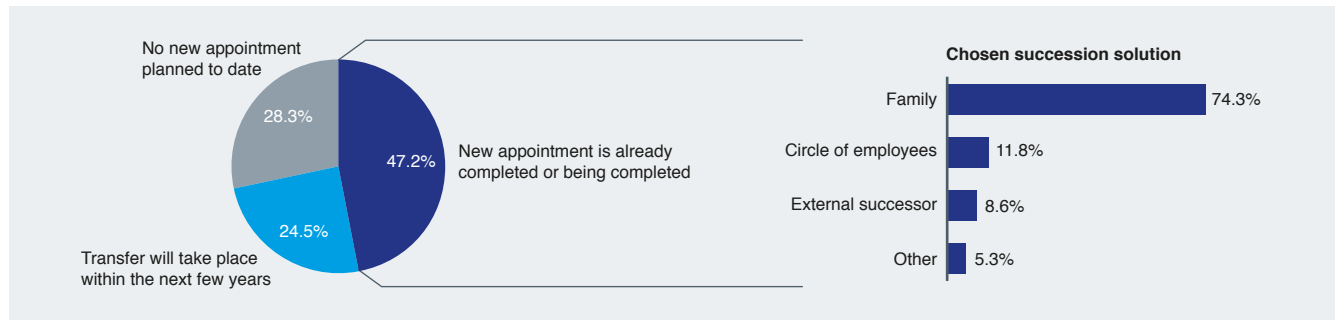 No new appointment
planned to date
28.3%
47.2%
New appointment is already
completed or being completed
24.5%
Transfer will take place
within the next few years
Chosen succession solution
Family
74.3%
Circle of employees
11.8%
External successor
8.6%
Other
5.3%